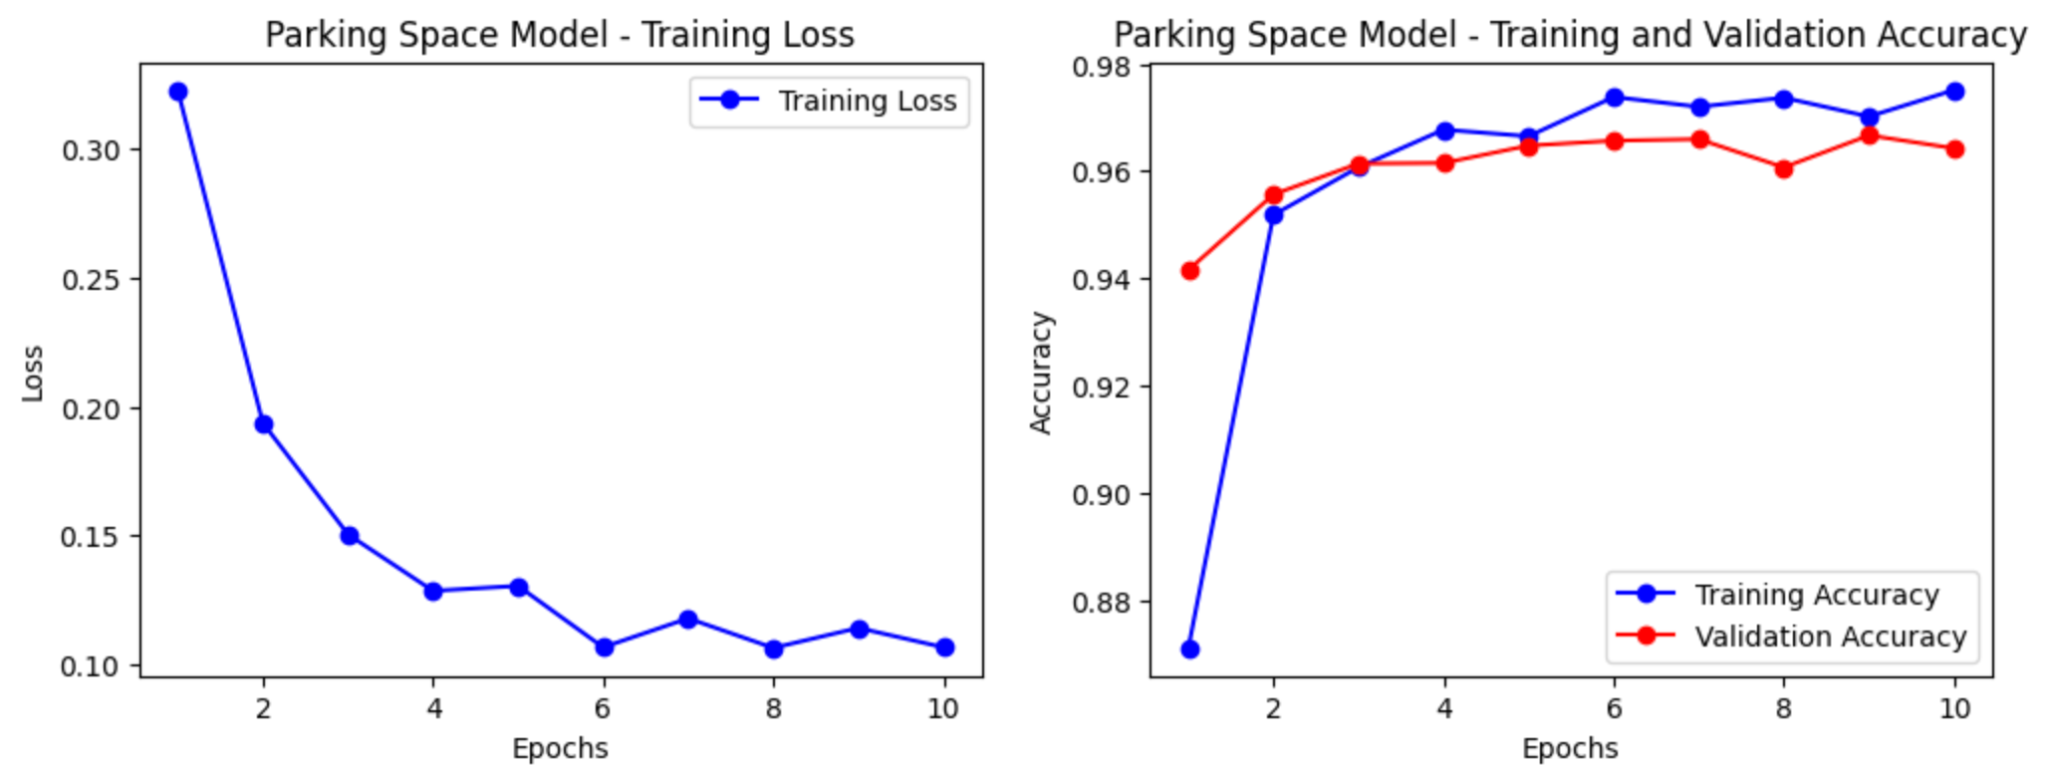 Parking Space Model - Training Loss
Training Loss
0.30
0.25
0.20
0.15
0.10
Loss
2 4 6 8 10
Epochs
Parking Space Model - Training and Validation Accuracy
0.98
0.96
0.94
0.92
0.90
0.88
Accuracy
Training Accuracy
Validation Accuracy
2 4 6 8 10
Epochs